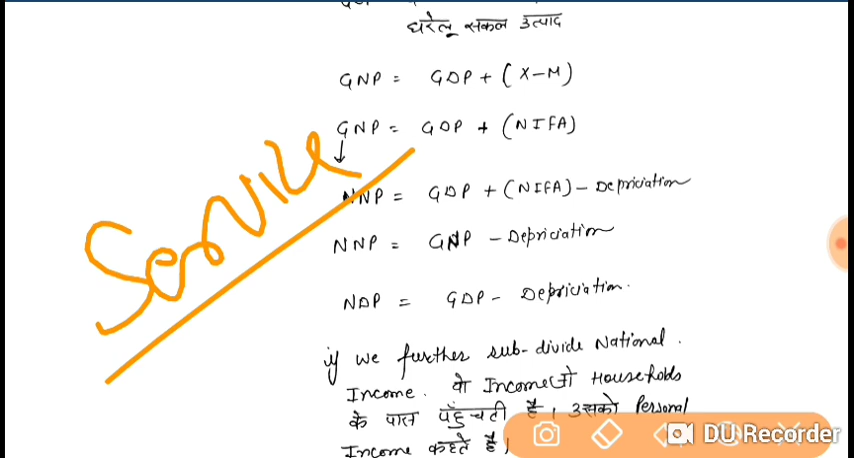 घरेलू सकल उत्पाद
GNP = GDP + (X-M)
GNP = GDP + (NIFA)
↓
NNP = GDP + (NIFA) - Depriciation
NNP = GNP - Depriciation
NDP = GDP - Depriciation.
Service
if we further sub-divide National.
Income. वो Income जो Households
के पास पहुँचती है। उसको Personal
Income कहते हैं।
DU Recorder